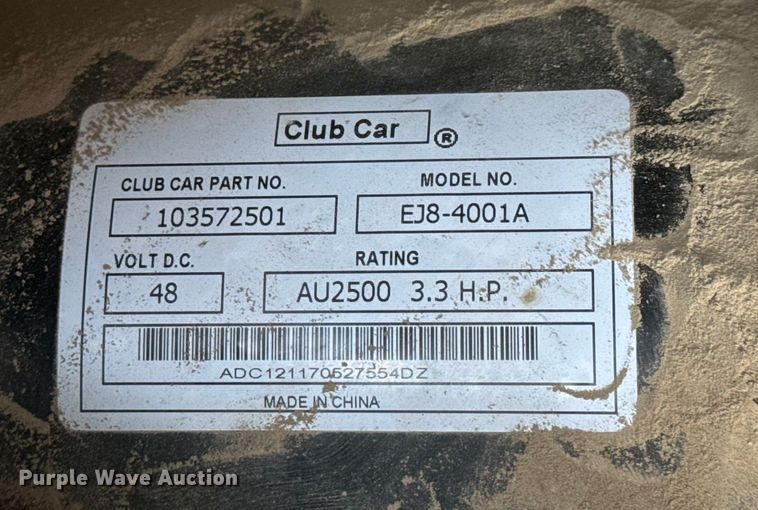 Club Car ®
CLUB CAR PART NO. MODEL NO.
103572501 EJ8-4001A
VOLT D.C. RATING
48 AU2500 3.3 H.P.
ADC121170527554DZ
MADE IN CHINA
Purple Wave Auction